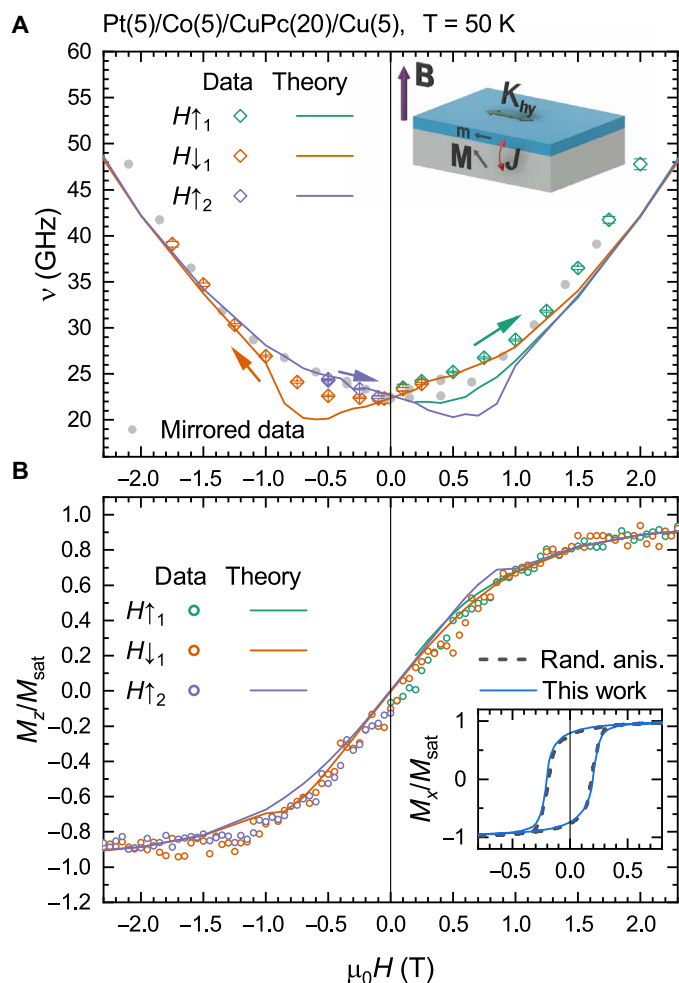 Pt(5)/Co(5)/CuPc(20)/Cu(5), T = 50 K
A
60
55
50
45
40
35
30
25
20
ν (GHz)
Data Theory
H↑1
H↓1
H↑2
B
K_hy
m
M
J
Mirrored data
−2.0 −1.5 −1.0 −0.5 0.0 0.5 1.0 1.5 2.0
B
1.0
0.8
0.6
0.4
0.2
0.0
−0.2
−0.4
−0.6
−0.8
−1.0
−1.2
M_z/M_sat
Data Theory
H↑1
H↓1
H↑2
Rand. anis.
This work
M_x/M_sat
1
0
−1
−0.5 0.0 0.5
−2.0 −1.5 −1.0 −0.5 0.0 0.5 1.0 1.5 2.0
μ0H (T)